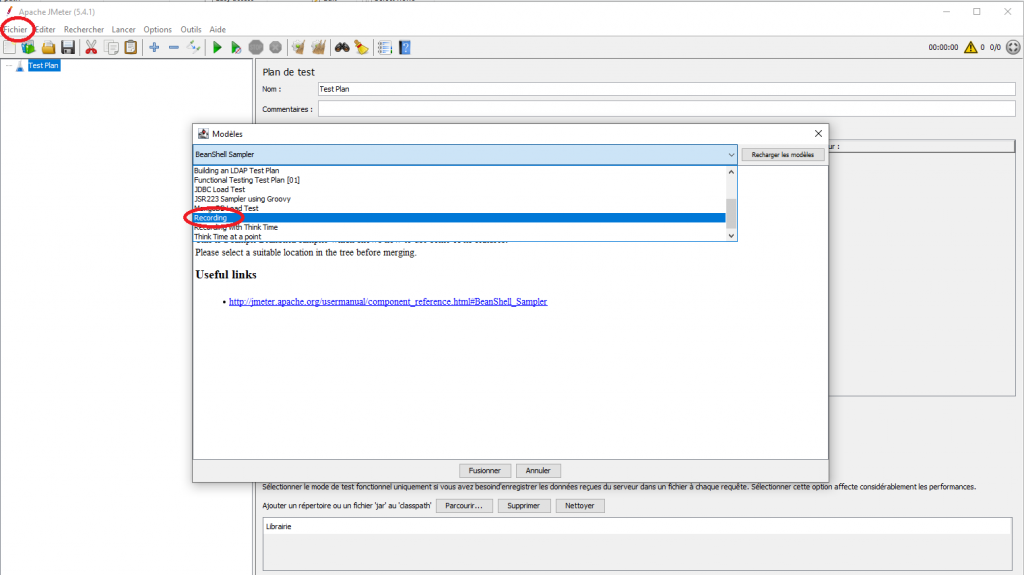 Apache JMeter (5.4.1)
Fichier Editer Rechercher Lancer Options Outils Aide
00:00:00 0 0/0
Test Plan
Plan de test
Nom : Test Plan
Commentaires :
Modèles
BeanShell Sampler Recharger les modèles
ur :
Building an LDAP Test Plan
Functional Testing Test Plan [01]
JDBC Load Test
JSR223 Sampler using Groovy
MongoDB Load Test
Recording
Recording with Think Time
Think Time at a point
Please select a suitable location in the tree before merging.
Useful links
• http://jmeter.apache.org/usermanual/component_reference.html#BeanShell_Sampler
Fusionner Annuler
Sélectionner le mode de test fonctionnel uniquement si vous avez besoind'enregistrer les données reçues du serveur dans un fichier à chaque requête. Sélectionner cette option affecte considérablement les performances.
Ajouter un répertoire ou un fichier 'jar' au 'classpath' Parcourir... Supprimer Nettoyer
Librairie